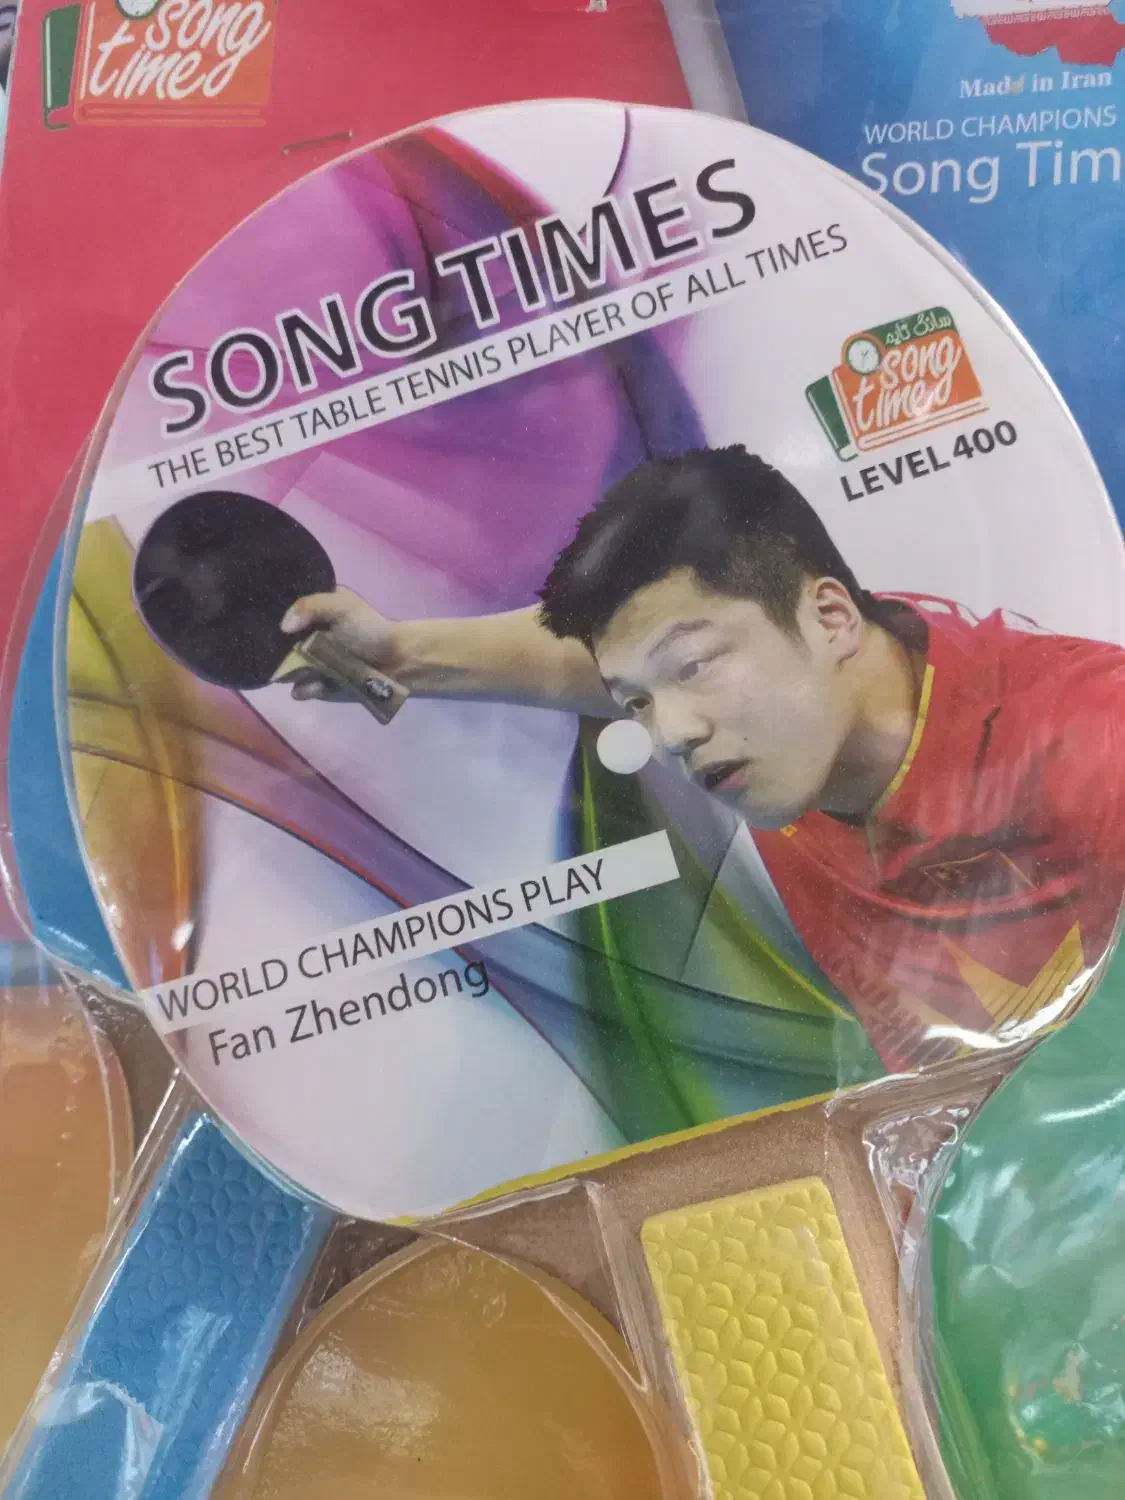 song
time
Made in Iran
WORLD CHAMPIONS
Song Tim
SONG TIMES
THE BEST TABLE TENNIS PLAYER OF ALL TIMES
سانگ تایم
song
time
LEVEL 400
WORLD CHAMPIONS PLAY
Fan Zhendong